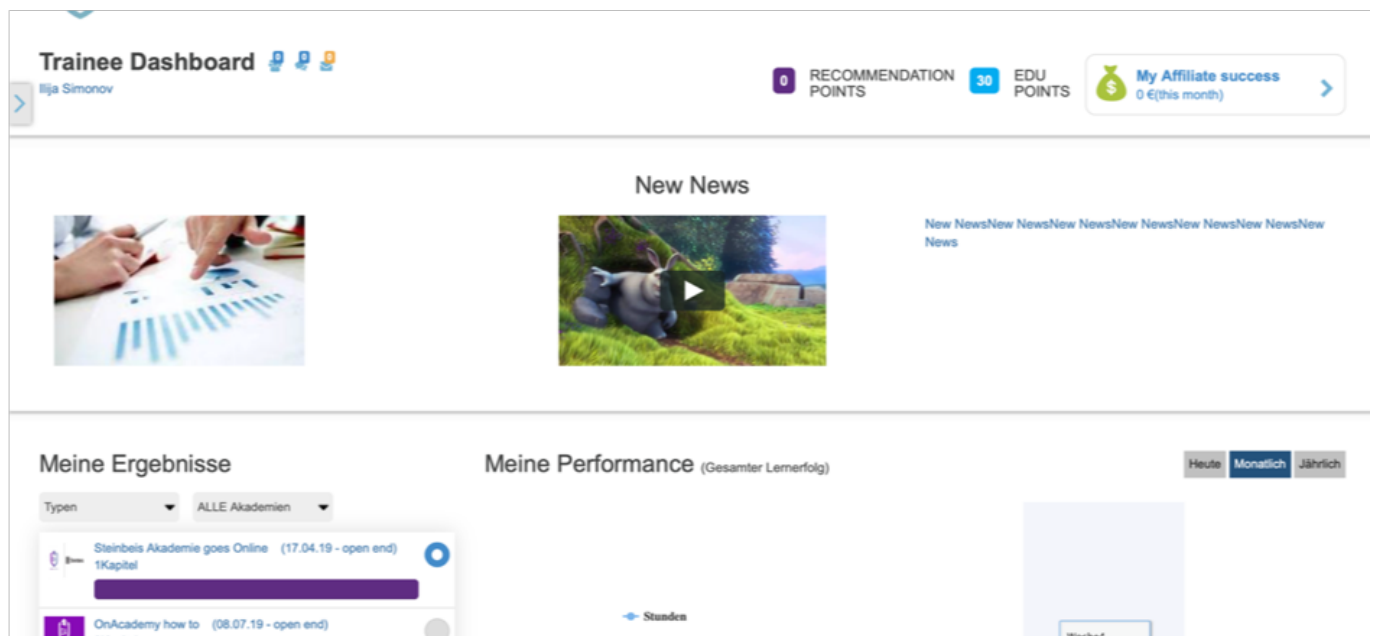 Trainee Dashboard 0 0 0
Ilija Simonov
0 RECOMMENDATION
POINTS
30 EDU
POINTS
My Affiliate success
0 €(this month)
New News
New NewsNew NewsNew NewsNew NewsNew NewsNew NewsNew
News
Meine Ergebnisse
Typen
ALLE Akademien
Steinbeis Akademie goes Online (17.04.19 - open end)
1Kapitel
OnAcademy how to (08.07.19 - open end)
Meine Performance (Gesamter Lernerfolg)
Heute Monatlich Jährlich
Stunden